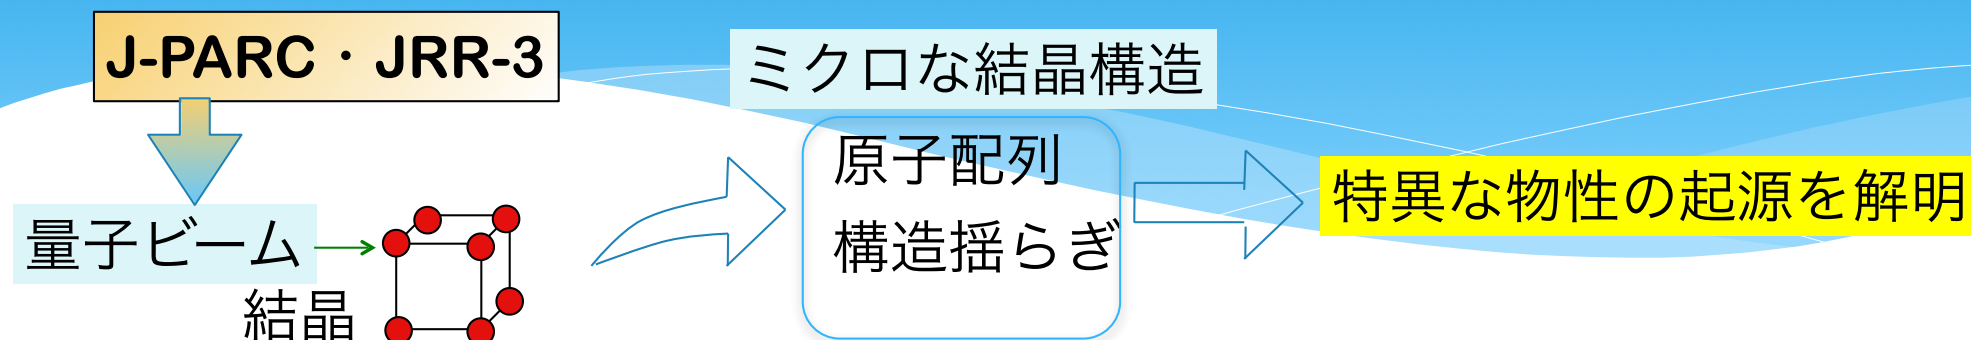 J-PARC・JRR-3
量子ビーム
結晶
ミクロな結晶構造
原子配列
構造揺らぎ
特異な物性の起源を解明